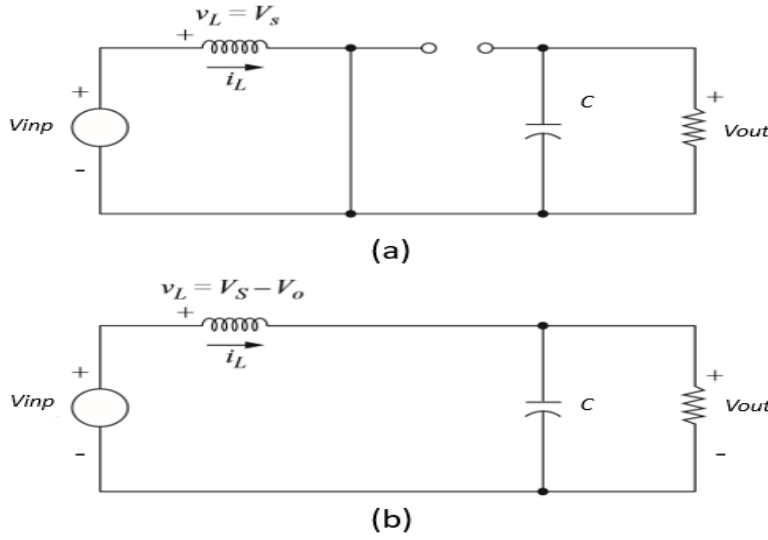 v_L = V_s
+
i_L
+
Vinp
-
C
+
Vout
(a)
v_L = V_S − V_o
+
i_L
+
Vinp
-
C
+
Vout
-
(b)